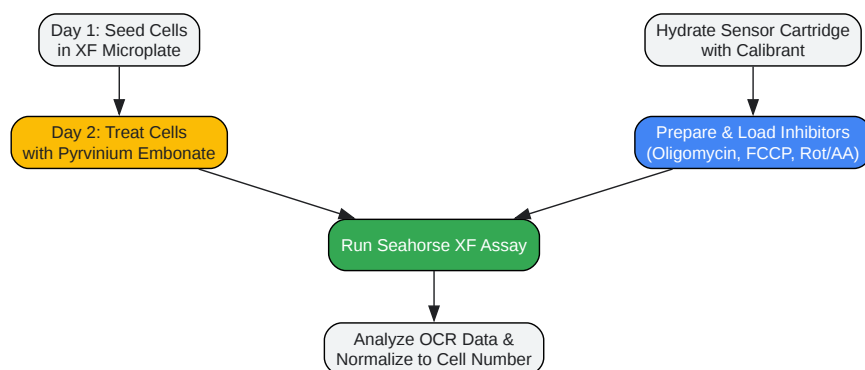 Day 1: Seed Cells
in XF Microplate
Hydrate Sensor Cartridge
with Calibrant
Day 2: Treat Cells
with Pyrvinium Embonate
Prepare & Load Inhibitors
(Oligomycin, FCCP, Rot/AA)
Run Seahorse XF Assay
Analyze OCR Data &
Normalize to Cell Number